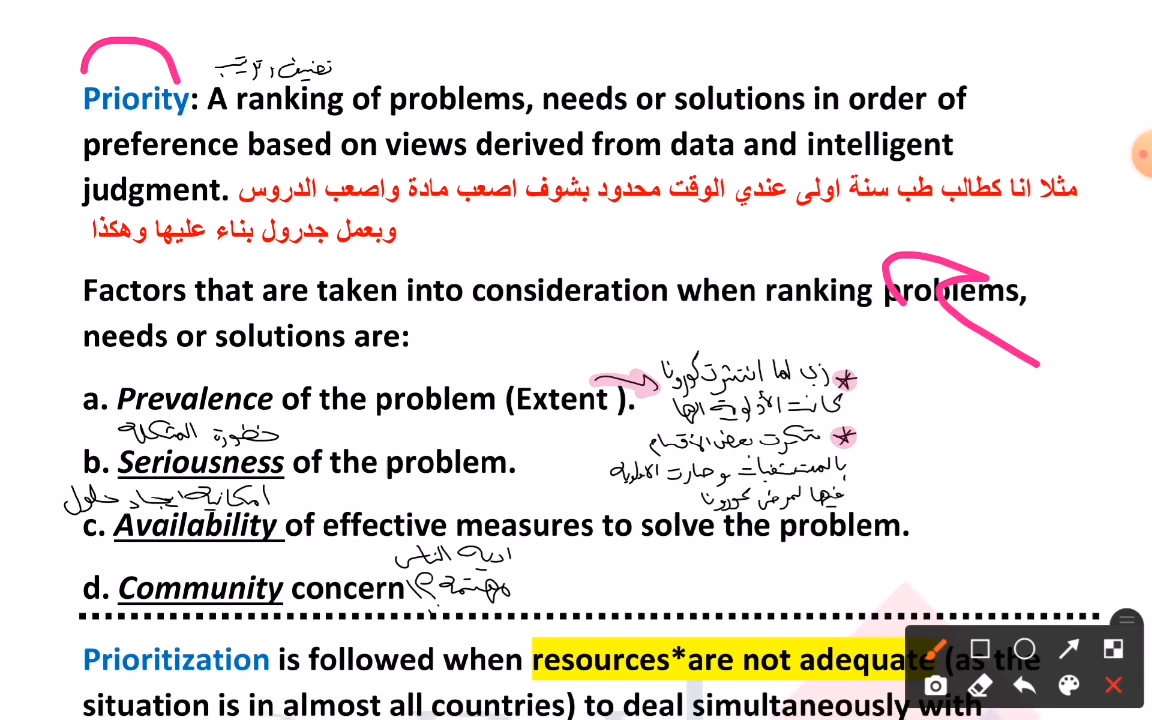 تصنيف، ترتيب
Priority: A ranking of problems, needs or solutions in order of
preference based on views derived from data and intelligent
judgment. مثلا انا كطالب طب سنة اولى عندي الوقت محدود بشوف اصعب مادة واصعب الدروس
وبعمل جدرول بناء عليها وهكذا
Factors that are taken into consideration when ranking problems,
needs or solutions are:
* زي لما انتشرت كورونا
a. Prevalence of the problem (Extent ).
كانت الأولوية الها
خطورة المشكلة
* سكرت بعض الأقسام
b. Seriousness of the problem.
بالمستشفيات وصارت الاولوية
امكانية ايجاد حلول
فيها لمرض كورونا
c. Availability of effective measures to solve the problem.
اديه الناس
d. Community concern
مهتمة؟!
Prioritization is followed when resources*are not adequate (as the
situation is in almost all countries) to deal simultaneously with